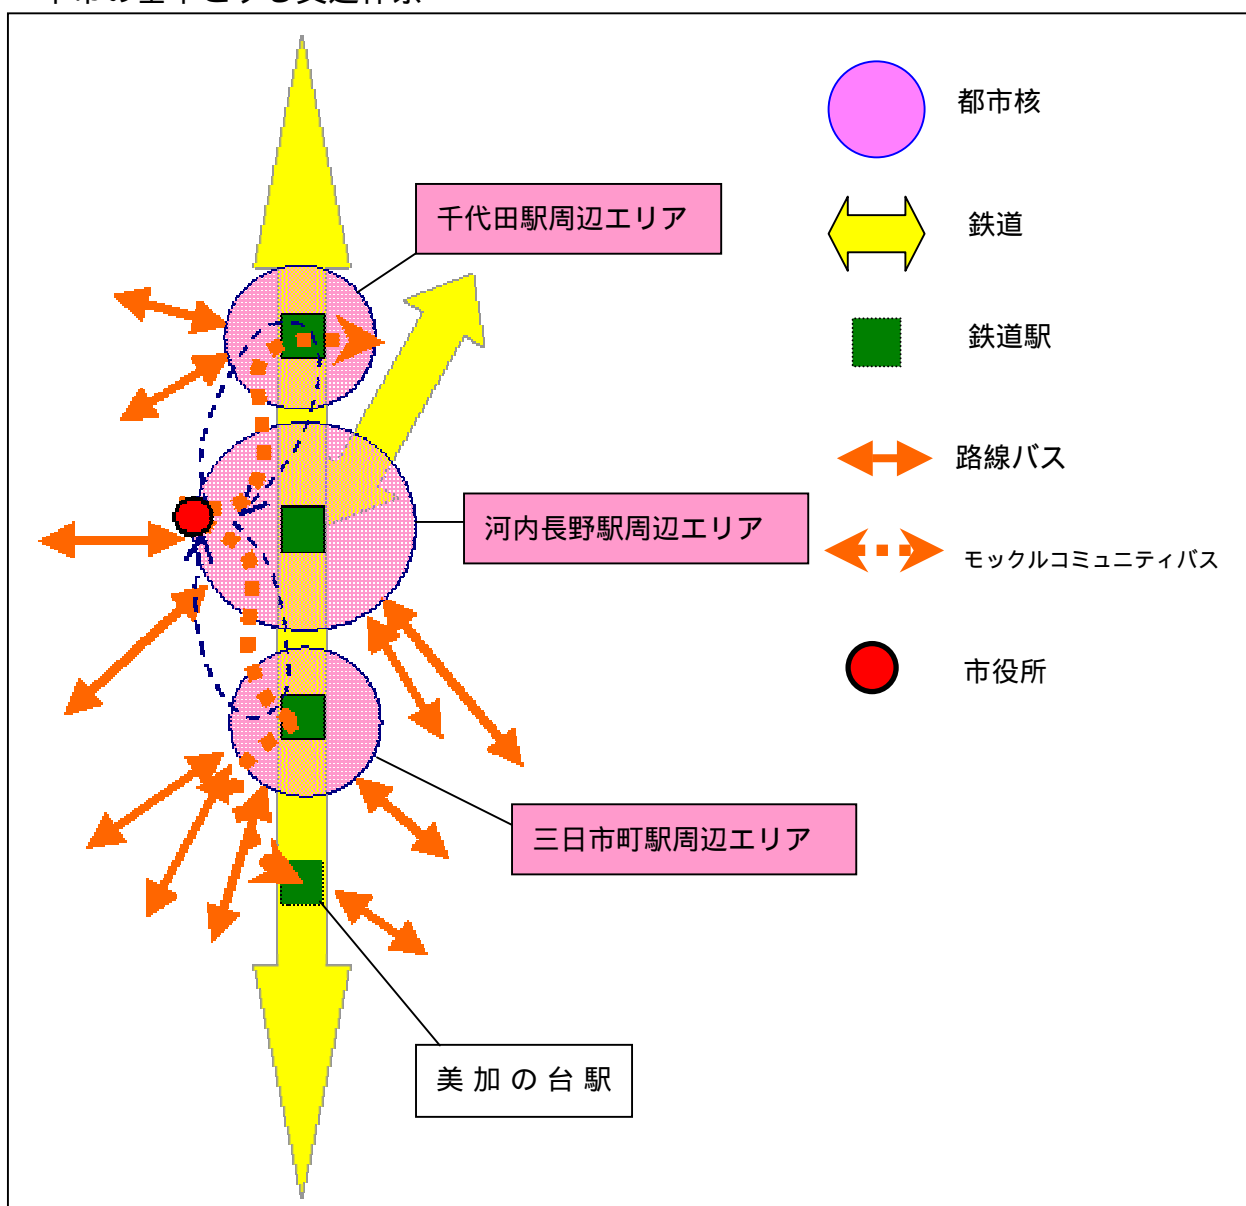 都市核
千代田駅周辺エリア
鉄道
鉄道駅
路線バス
河内長野駅周辺エリア
モックルコミュニティバス
市役所
三日市町駅周辺エリア
美加の台駅